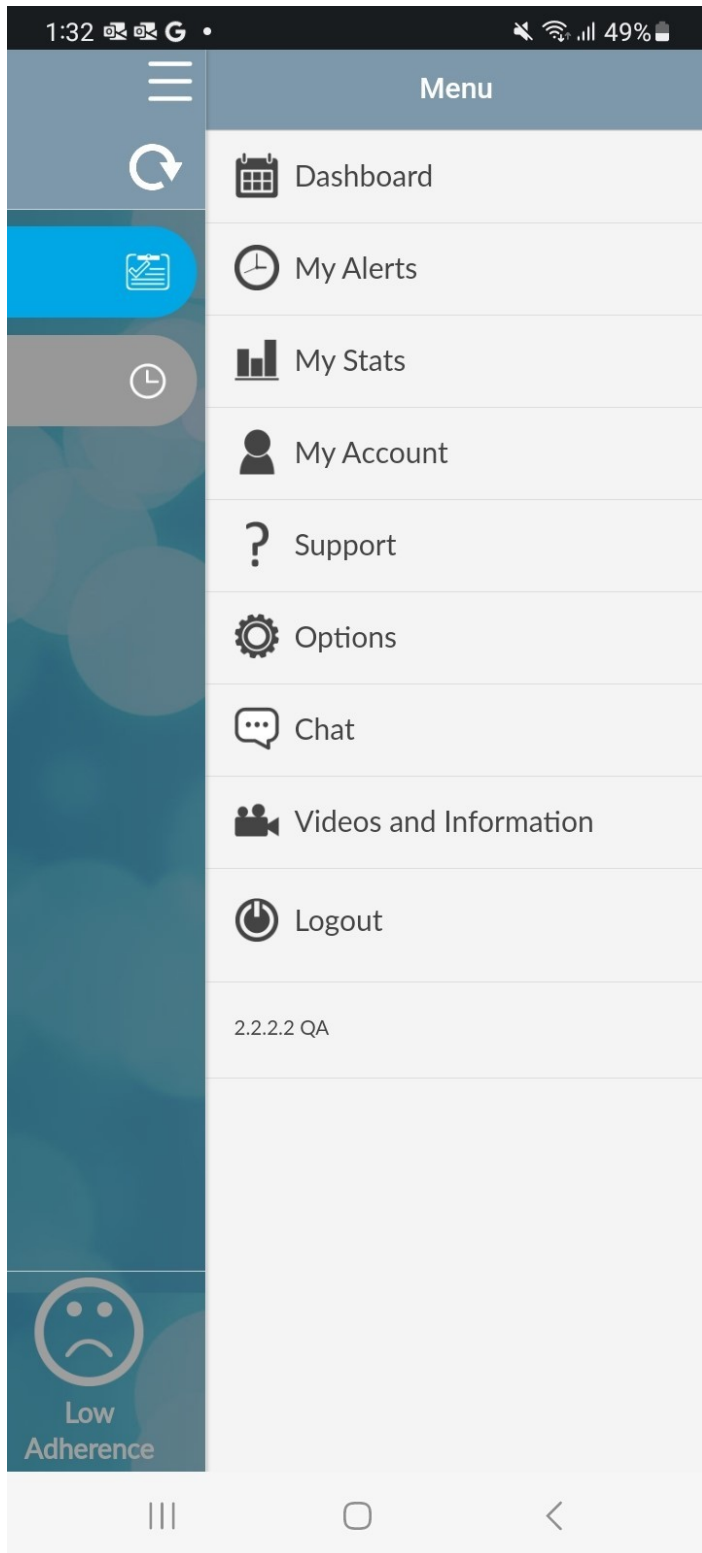 1:32 G 49%
Menu
Dashboard
My Alerts
My Stats
My Account
Support
Options
Chat
Videos and Information
Logout
2.2.2.2 QA
Low
Adherence